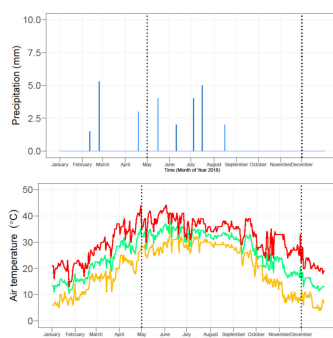 Precipitation (mm)
10.0
7.5
5.0
2.5
0.0
January February March April May June July August September October November December
Time (Month of Year 2018)
Air temperature (°C)
50
40
30
20
10
0
January February March April May June July August September October November December